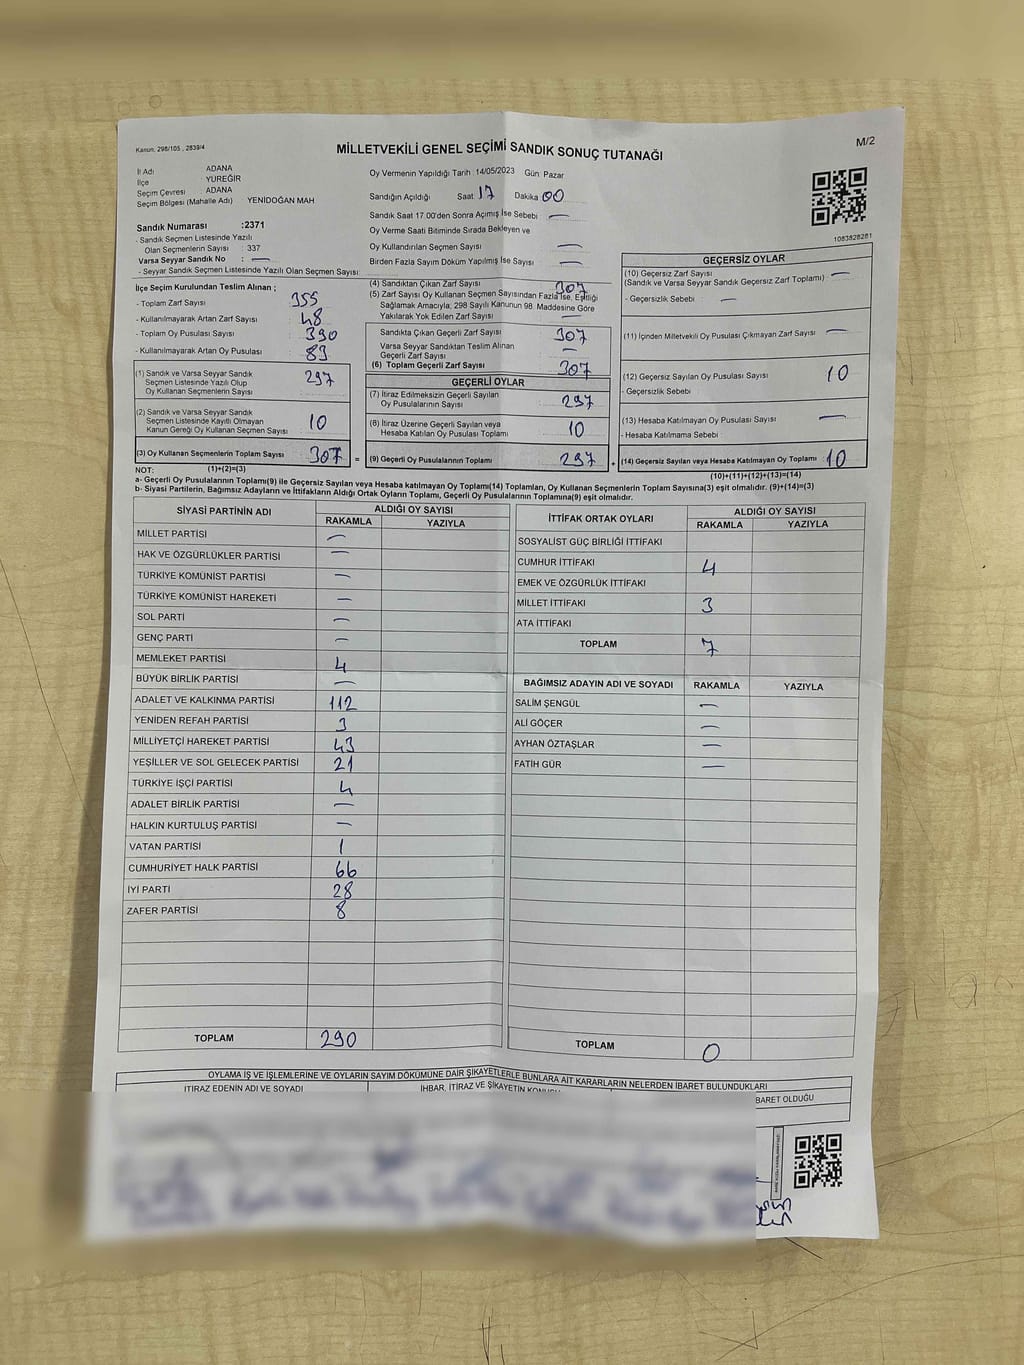 Kanun, 298/105 , 2839/4
MİLLETVEKİLİ GENEL SEÇİMİ SANDIK SONUÇ TUTANAĞI
M/2
İl Adı : ADANA
İlçe : YÜREĞİR
Seçim Çevresi : ADANA
Seçim Bölgesi (Mahalle Adı) YENİDOĞAN MAH
Oy Vermenin Yapıldığı Tarih : 14/05/2023 Gün: Pazar
Sandığın Açıldığı Saat 17 Dakika 00
Sandık Saat 17.00'den Sonra Açılmış İse Sebebi —
Oy Verme Saati Bitiminde Sırada Bekleyen ve
Oy Kullandırılan Seçmen Sayısı —
Birden Fazla Sayım Döküm Yapılmış İse Sayısı —
1083828281
Sandık Numarası :2371
- Sandık Seçmen Listesinde Yazılı
Olan Seçmenlerin Sayısı : 337
Varsa Seyyar Sandık No : —
- Seyyar Sandık Seçmen Listesinde Yazılı Olan Seçmen Sayısı:
İlçe Seçim Kurulundan Teslim Alınan ;
- Toplam Zarf Sayısı : 355
- Kullanılmayarak Artan Zarf Sayısı : 48
- Toplam Oy Pusulası Sayısı : 390
- Kullanılmayarak Artan Oy Pusulası : 83
(1) Sandık ve Varsa Seyyar Sandık
Seçmen Listesinde Yazılı Olup
Oy Kullanan Seçmenlerin Sayısı : 297
(2) Sandık ve Varsa Seyyar Sandık
Seçmen Listesinde Kayıtlı Olmayan
Kanun Gereği Oy Kullanan Seçmen Sayısı : 10
(3) Oy Kullanan Seçmenlerin Toplam Sayısı : 307
(4) Sandıktan Çıkan Zarf Sayısı : 307
(5) Zarf Sayısı Oy Kullanan Seçmen Sayısından Fazla İse, Eşitliği
Sağlamak Amacıyla, 298 Sayılı Kanunun 98. Maddesine Göre
Yakılarak Yok Edilen Zarf Sayısı : —
Sandıkta Çıkan Geçerli Zarf Sayısı : 307
Varsa Seyyar Sandıktan Teslim Alınan
Geçerli Zarf Sayısı : —
(6) Toplam Geçerli Zarf Sayısı : 307
GEÇERLİ OYLAR
(7) İtiraz Edilmeksizin Geçerli Sayılan
Oy Pusulalarının Sayısı : 297
(8) İtiraz Üzerine Geçerli Sayılan veya
Hesaba Katılan Oy Pusulası Toplamı : 10
= (9) Geçerli Oy Pusulalarının Toplamı : 297
GEÇERSİZ OYLAR
(10) Geçersiz Zarf Sayısı : —
(Sandık ve Varsa Seyyar Sandık Geçersiz Zarf Toplamı)
- Geçersizlik Sebebi : —
(11) İçinden Milletvekili Oy Pusulası Çıkmayan Zarf Sayısı : —
(12) Geçersiz Sayılan Oy Pusulası Sayısı : 10
- Geçersizlik Sebebi :
(13) Hesaba Katılmayan Oy Pusulası Sayısı : —
- Hesaba Katılmama Sebebi :
+ (14) Geçersiz Sayılan veya Hesaba Katılmayan Oy Toplamı : 10
NOT: (1)+(2)=(3) (10)+(11)+(12)+(13)=(14)
a- Geçerli Oy Pusulalarının Toplamı(9) ile Geçersiz Sayılan veya Hesaba katılmayan Oy Toplamı(14) Toplamları, Oy Kullanan Seçmenlerin Toplam Sayısına(3) eşit olmalıdır. (9)+(14)=(3)
b- Siyasi Partilerin, Bağımsız Adayların ve İttifakların Aldığı Ortak Oyların Toplamı, Geçerli Oy Pusulalarının Toplamına(9) eşit olmalıdır.
SİYASİ PARTİNİN ADI ALDIĞI OY SAYISI
RAKAMLA YAZIYLA
MİLLET PARTİSİ —
HAK VE ÖZGÜRLÜKLER PARTİSİ —
TÜRKİYE KOMÜNİST PARTİSİ —
TÜRKİYE KOMÜNİST HAREKETİ —
SOL PARTİ —
GENÇ PARTİ —
MEMLEKET PARTİSİ 4
BÜYÜK BİRLİK PARTİSİ —
ADALET VE KALKINMA PARTİSİ 112
YENİDEN REFAH PARTİSİ 3
MİLLİYETÇİ HAREKET PARTİSİ 43
YEŞİLLER VE SOL GELECEK PARTİSİ 21
TÜRKİYE İŞÇİ PARTİSİ 4
ADALET BİRLİK PARTİSİ —
HALKIN KURTULUŞ PARTİSİ —
VATAN PARTİSİ 1
CUMHURİYET HALK PARTİSİ 66
İYİ PARTİ 28
ZAFER PARTİSİ 8
TOPLAM 290
İTTİFAK ORTAK OYLARI ALDIĞI OY SAYISI
RAKAMLA YAZIYLA
SOSYALİST GÜÇ BİRLİĞİ İTTİFAKI
CUMHUR İTTİFAKI 4
EMEK VE ÖZGÜRLÜK İTTİFAKI
MİLLET İTTİFAKI 3
ATA İTTİFAKI
TOPLAM 7
BAĞIMSIZ ADAYIN ADI VE SOYADI RAKAMLA YAZIYLA
SALİM ŞENGÜL —
ALİ GÖÇER —
AYHAN ÖZTAŞLAR —
FATİH GÜR —
TOPLAM 0
OYLAMA İŞ VE İŞLEMLERİNE VE OYLARIN SAYIM DÖKÜMÜNE DAİR ŞİKAYETLERLE BUNLARA AİT KARARLARIN NELERDEN İBARET BULUNDUKLARI
İTİRAZ EDENİN ADI VE SOYADI İHBAR, İTİRAZ VE ŞİKAYETİN KONUSU BARET OLDUĞU